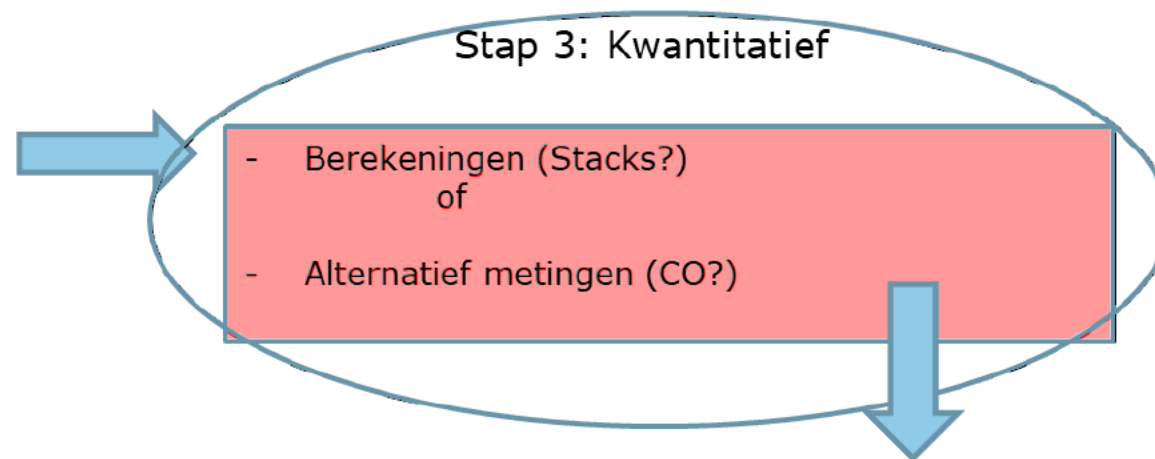 Stap 3: Kwantitatief
- Berekeningen (Stacks?)
of
- Alternatief metingen (CO?)